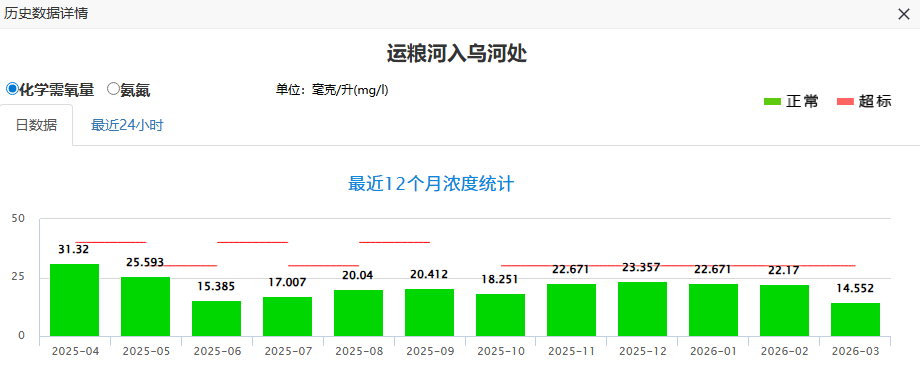 历史数据详情
运粮河入乌河处
化学需氧量 氨氮 单位：毫克/升(mg/l)
正常 超标
日数据 最近24小时
最近12个月浓度统计
50
31.32 25.593 15.385 17.007 20.04 20.412 18.251 22.671 23.357 22.671 22.17 14.552
25
0
2025-04 2025-05 2025-06 2025-07 2025-08 2025-09 2025-10 2025-11 2025-12 2026-01 2026-02 2026-03